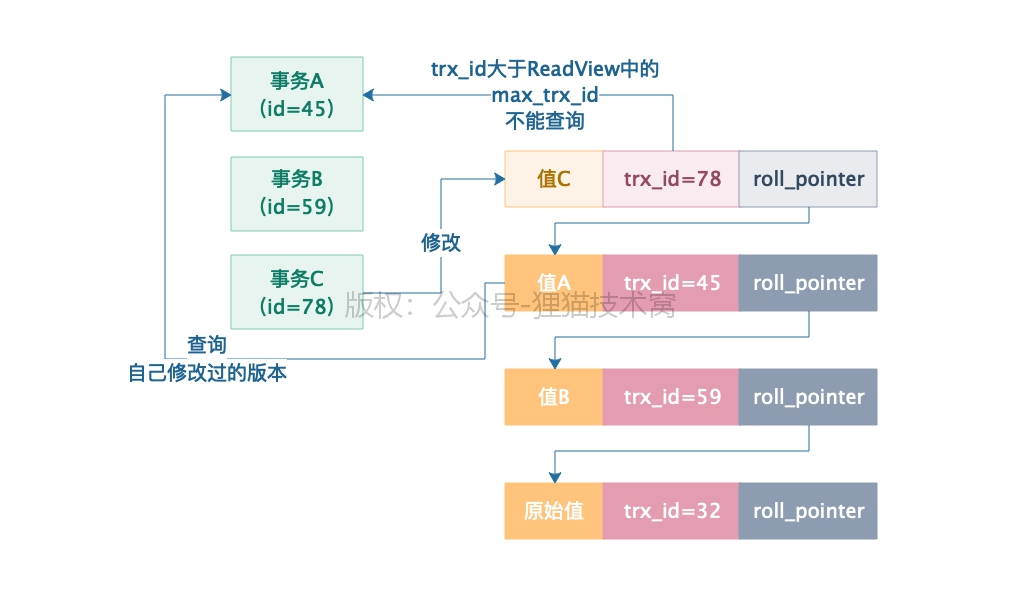 事务A
(id=45)
trx_id大于ReadView中的
max_trx_id
不能查询
事务B
(id=59)
值C
trx_id=78
roll_pointer
修改
事务C
(id=78)
值A
trx_id=45
roll_pointer
版权：公众号-狸猫技术窝
查询
自己修改过的版本
值B
trx_id=59
roll_pointer
原始值
trx_id=32
roll_pointer